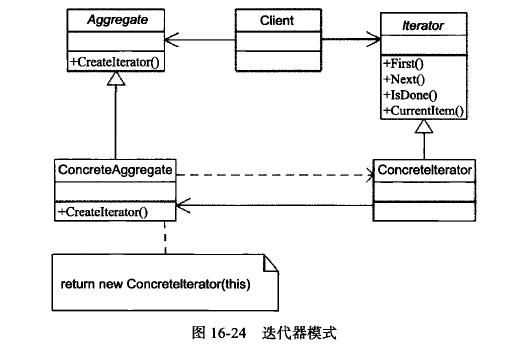 Aggregate
Client
Iterator
+CreateIterator()
+First()
+Next()
+IsDone()
+CurrentItem()
ConcreteAggregate
ConcreteIterator
+CreateIterator()
return new ConcreteIterator(this)
图 16-24 迭代器模式